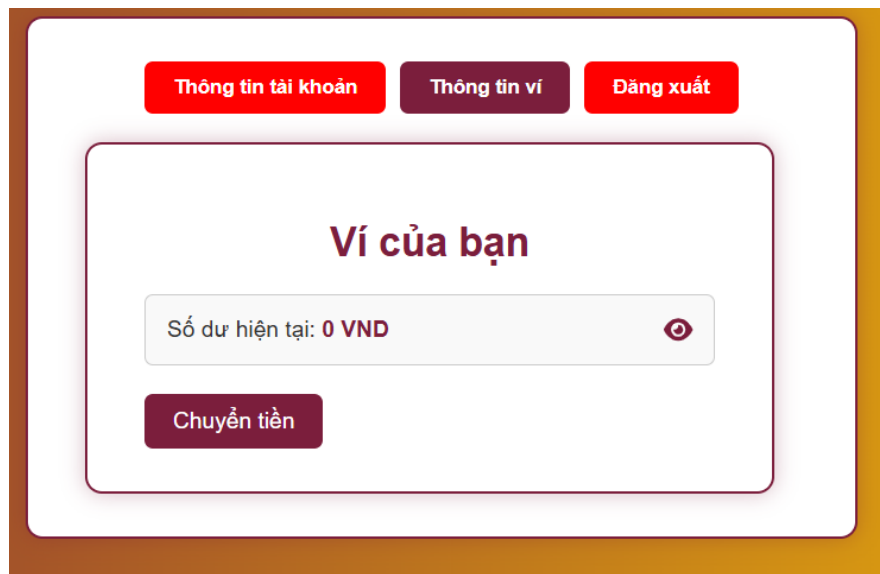 Thông tin tài khoản Thông tin ví Đăng xuất
Ví của bạn
Số dư hiện tại: 0 VND
Chuyển tiền